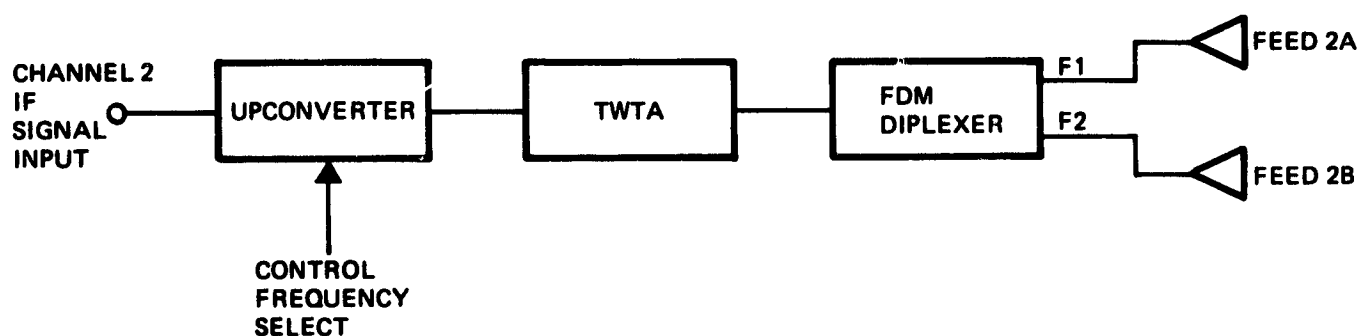 CHANNEL 2
IF
SIGNAL
INPUT
UPCONVERTER
TWTA
FDM
DIPLEXER
F1
F2
FEED 2A
FEED 2B
CONTROL
FREQUENCY
SELECT